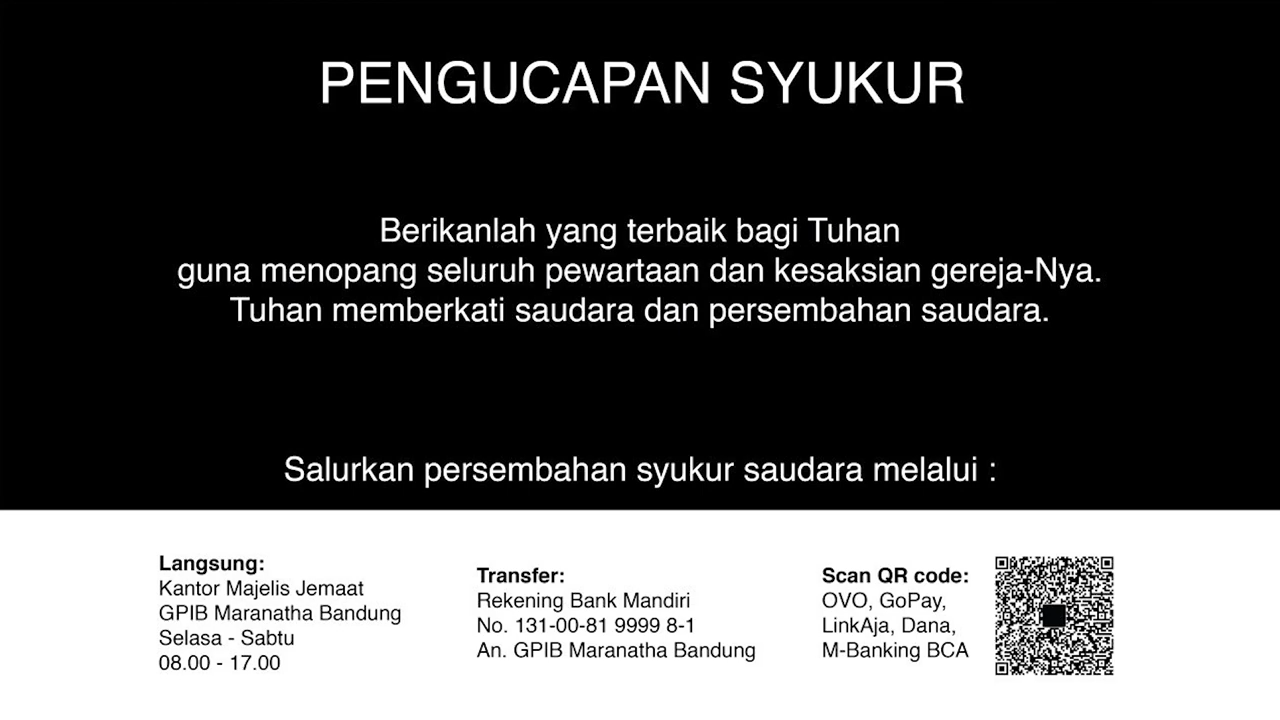 PENGUCAPAN SYUKUR
Berikanlah yang terbaik bagi Tuhan
guna menopang seluruh pewartaan dan kesaksian gereja-Nya.
Tuhan memberkati saudara dan persembahan saudara.
Salurkan persembahan syukur saudara melalui :
Langsung:
Kantor Majelis Jemaat
GPIB Maranatha Bandung
Selasa - Sabtu
08.00 - 17.00
Transfer:
Rekening Bank Mandiri
No. 131-00-81 9999 8-1
An. GPIB Maranatha Bandung
Scan QR code:
OVO, GoPay,
LinkAja, Dana,
M-Banking BCA